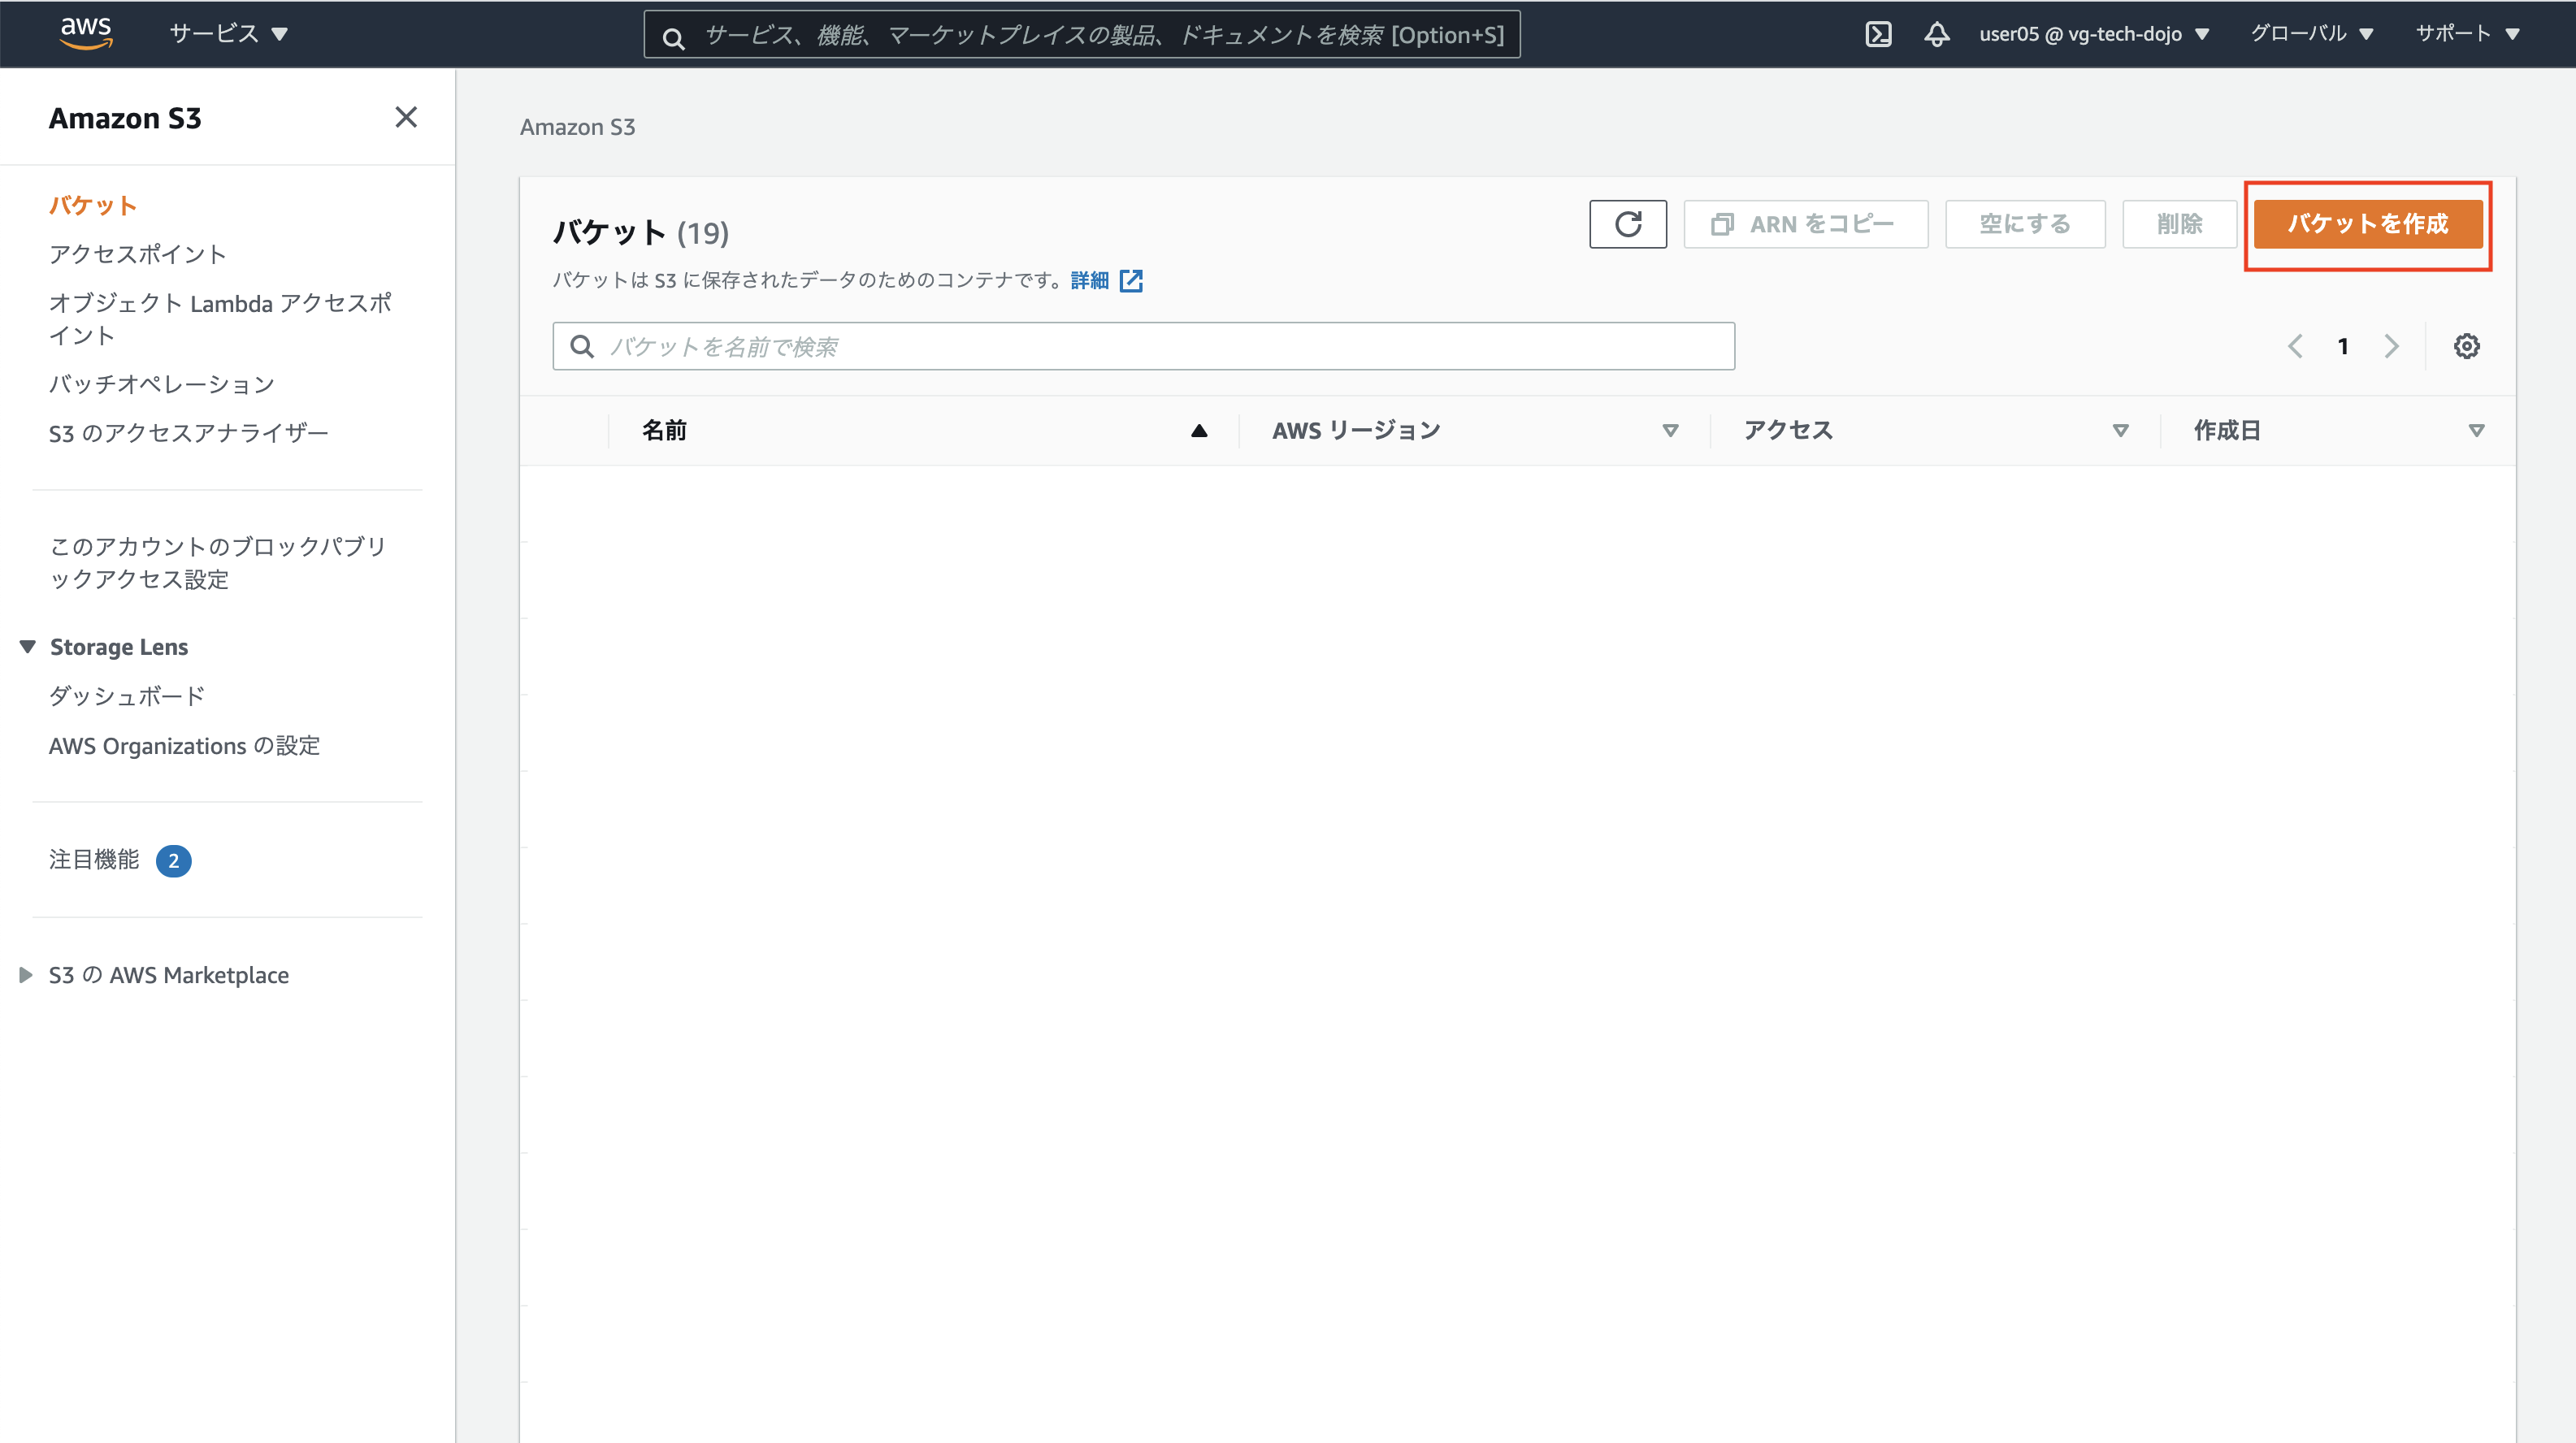 aws
サービス
サービス、機能、マーケットプレイスの製品、ドキュメントを検索 [Option+S]
user05 @ vg-tech-dojo
グローバル
サポート
Amazon S3
バケット
アクセスポイント
オブジェクト Lambda アクセスポ
イント
バッチオペレーション
S3 のアクセスアナライザー
このアカウントのブロックパブリ
ックアクセス設定
Storage Lens
ダッシュボード
AWS Organizations の設定
注目機能 2
S3 の AWS Marketplace
Amazon S3
バケット (19)
ARN をコピー
空にする
削除
バケットを作成
バケットは S3 に保存されたデータのためのコンテナです。詳細
バケットを名前で検索
1
名前
AWS リージョン
アクセス
作成日